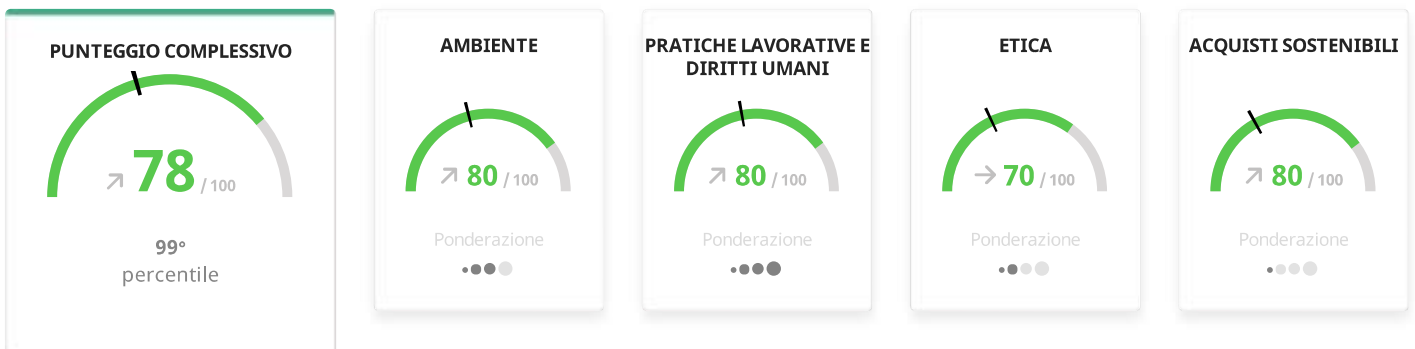 PUNTEGGIO COMPLESSIVO
78 / 100
99°
percentile
AMBIENTE
80 / 100
Ponderazione
PRATICHE LAVORATIVE E
DIRITTI UMANI
80 / 100
Ponderazione
ETICA
70 / 100
Ponderazione
ACQUISTI SOSTENIBILI
80 / 100
Ponderazione